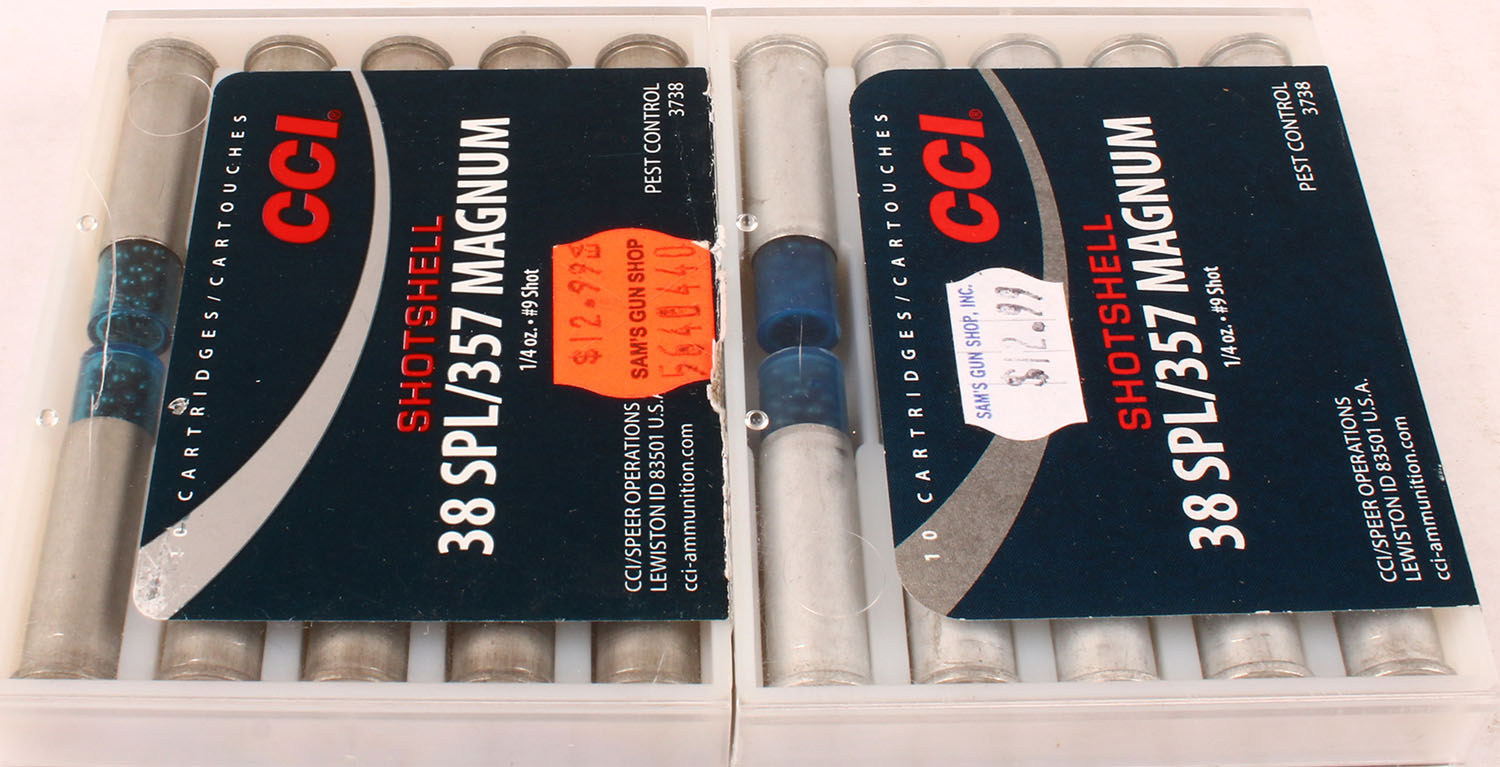 10 CARTRIDGES/CARTOUCHES
CCI®
SHOTSHELL
38 SPL/357 MAGNUM
1/4 oz. • #9 Shot
$12.99
SAM'S GUN SHOP
5640440
CCI/SPEER OPERATIONS
LEWISTON ID 83501 U.S.A.
cci-ammunition.com
PEST CONTROL
3738
10 CARTRIDGES/CARTOUCHES
CCI®
SAM'S GUN SHOP, INC.
$12.99
SHOTSHELL
38 SPL/357 MAGNUM
1/4 oz. • #9 Shot
CCI/SPEER OPERATIONS
LEWISTON ID 83501 U.S.A.
cci-ammunition.com
PEST CONTROL
3738